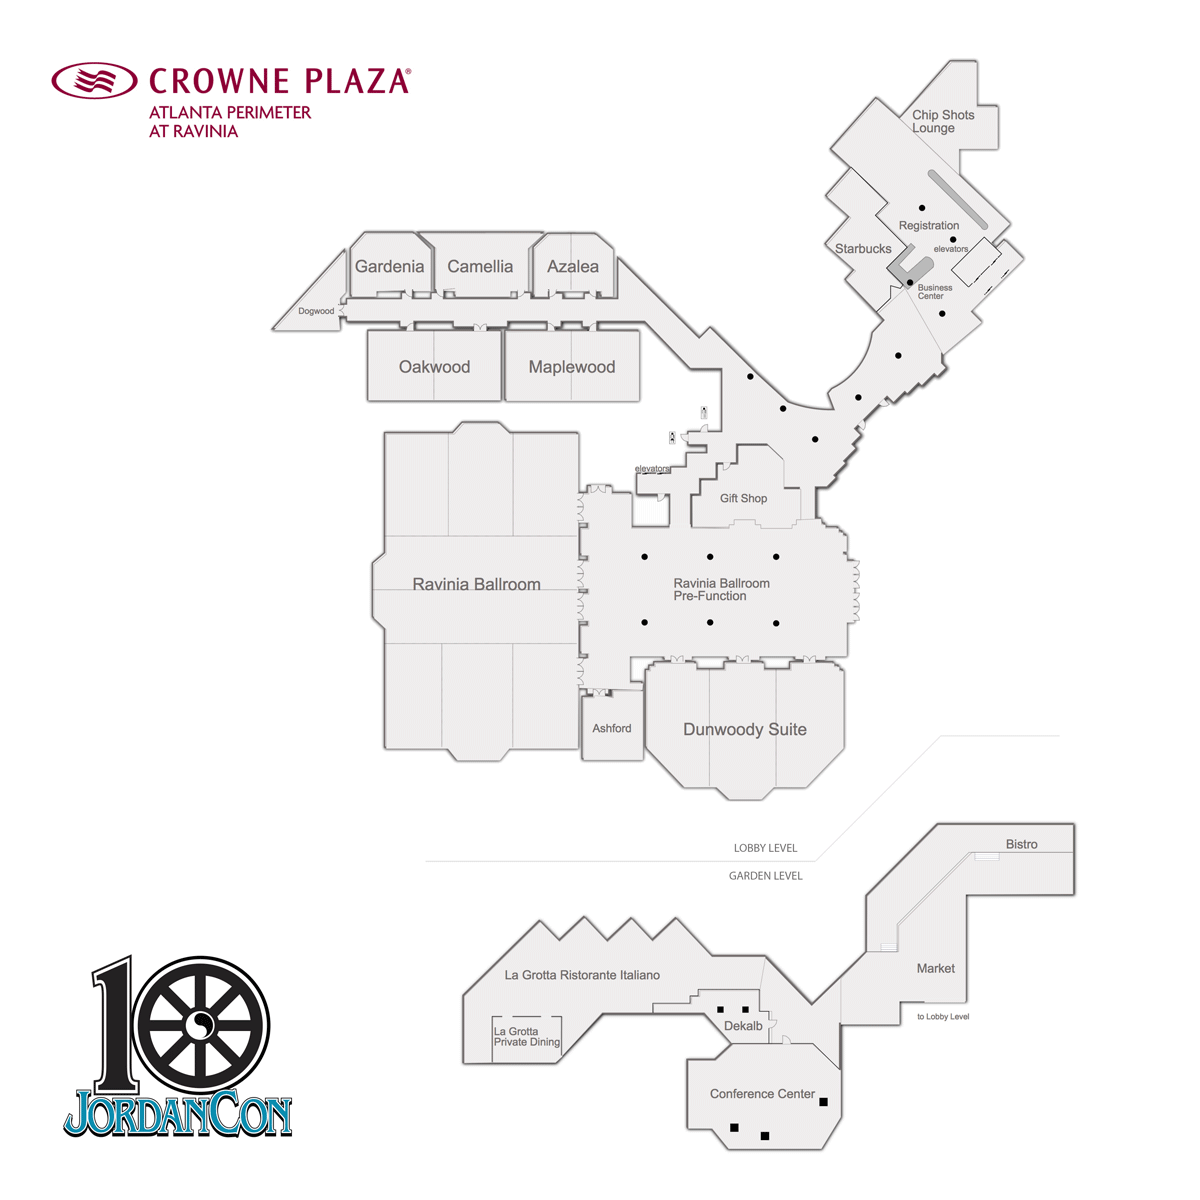 CROWNE PLAZA®
ATLANTA PERIMETER
AT RAVINIA
Chip Shots
Lounge
Registration
Starbucks
elevators
Business
Center
Gardenia
Camellia
Azalea
Dogwood
Oakwood
Maplewood
elevators
Gift Shop
Ravinia Ballroom
Ravinia Ballroom
Pre-Function
Ashford
Dunwoody Suite
LOBBY LEVEL
GARDEN LEVEL
Bistro
Market
to Lobby Level
La Grotta Ristorante Italiano
La Grotta
Private Dining
Dekalb
Conference Center
10
JORDANCON